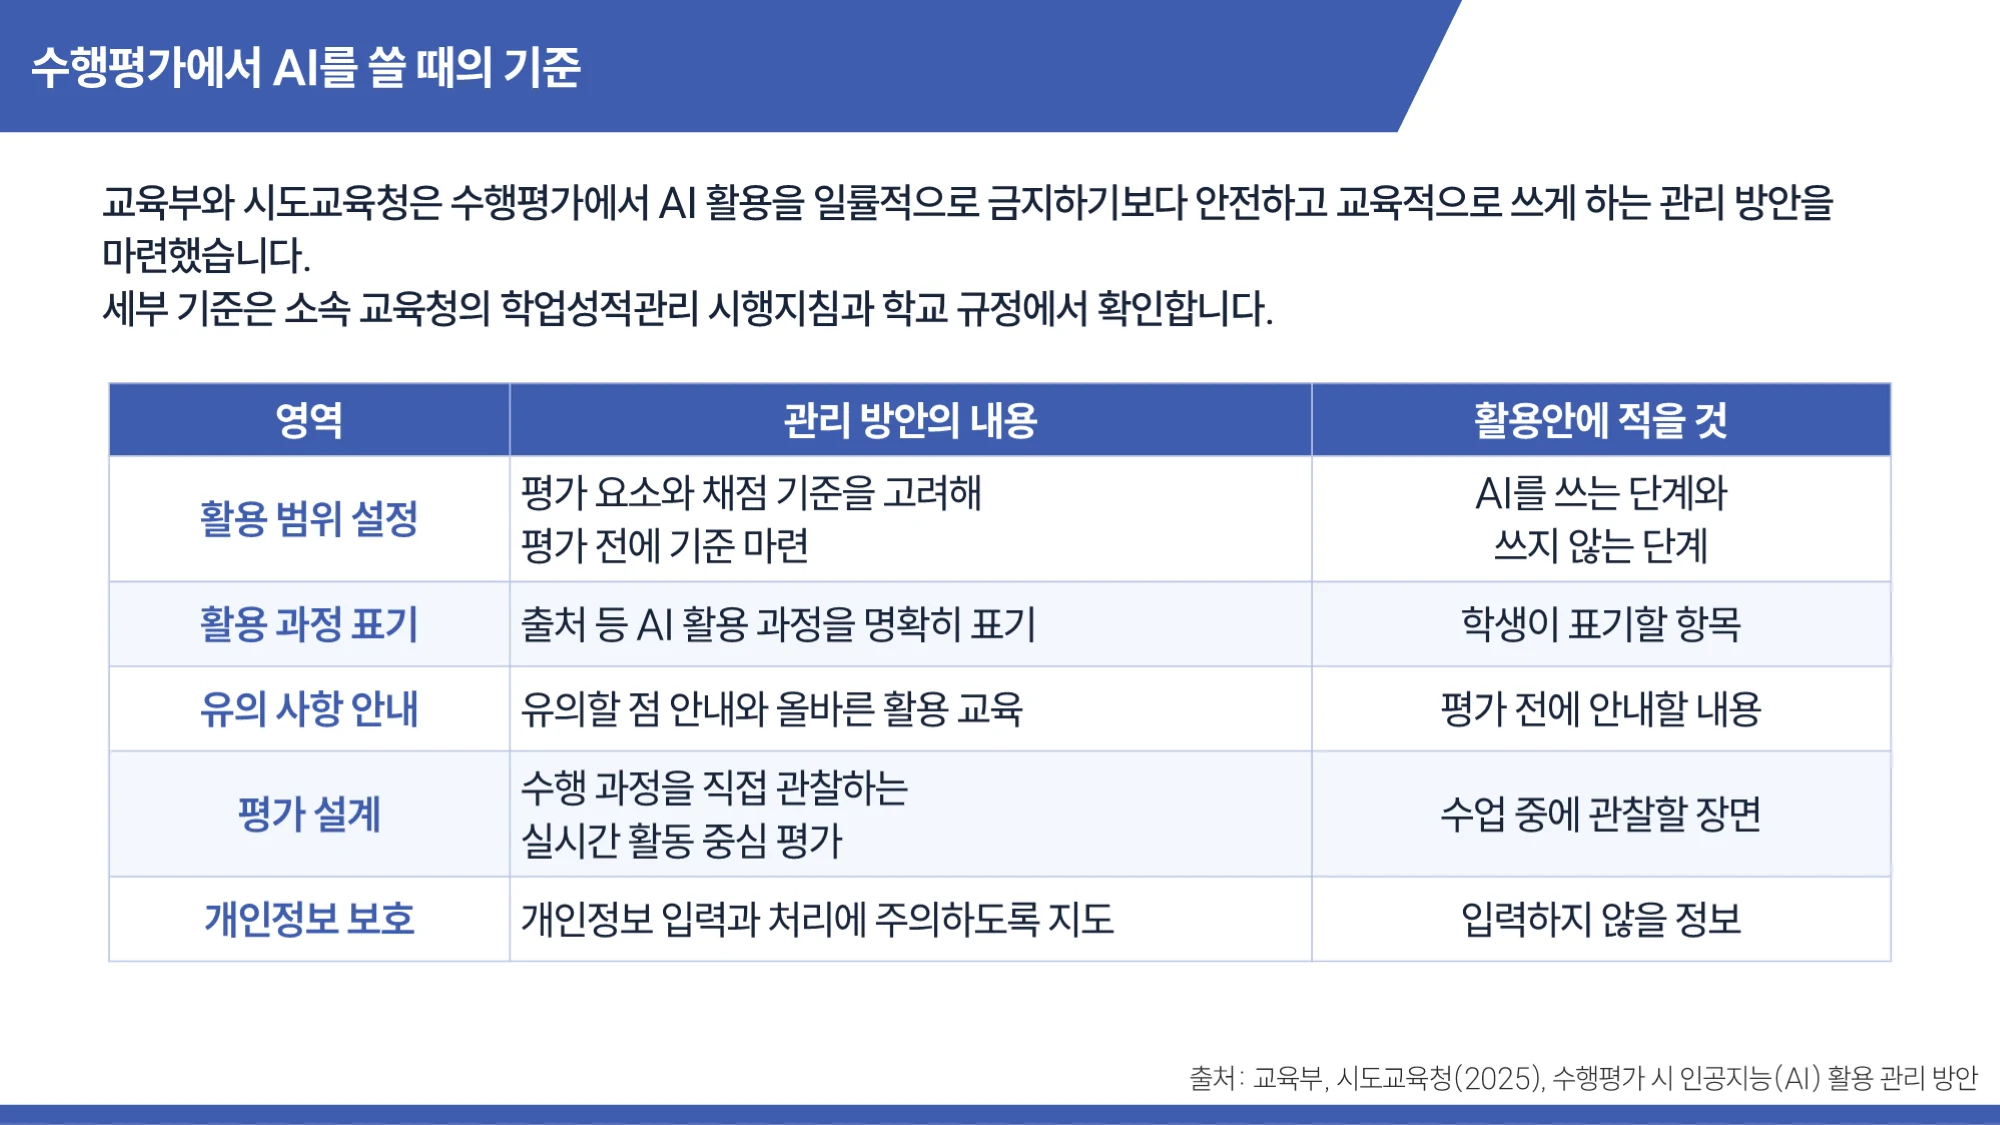 수행평가에서 AI를 쓸 때의 기준
교육부와 시도교육청은 수행평가에서 AI 활용을 일률적으로 금지하기보다 안전하고 교육적으로 쓰게 하는 관리 방안을
마련했습니다.
세부 기준은 소속 교육청의 학업성적관리 시행지침과 학교 규정에서 확인합니다.
영역 관리 방안의 내용 활용안에 적을 것
활용 범위 설정
평가 요소와 채점 기준을 고려해
평가 전에 기준 마련
AI를 쓰는 단계와
쓰지 않는 단계
활용 과정 표기 출처 등 AI 활용 과정을 명확히 표기 학생이 표기할 항목
유의 사항 안내 유의할 점 안내와 올바른 활용 교육 평가 전에 안내할 내용
평가 설계
수행 과정을 직접 관찰하는
실시간 활동 중심 평가
수업 중에 관찰할 장면
개인정보 보호 개인정보 입력과 처리에 주의하도록 지도 입력하지 않을 정보
출처: 교육부, 시도교육청(2025), 수행평가 시 인공지능(AI) 활용 관리 방안